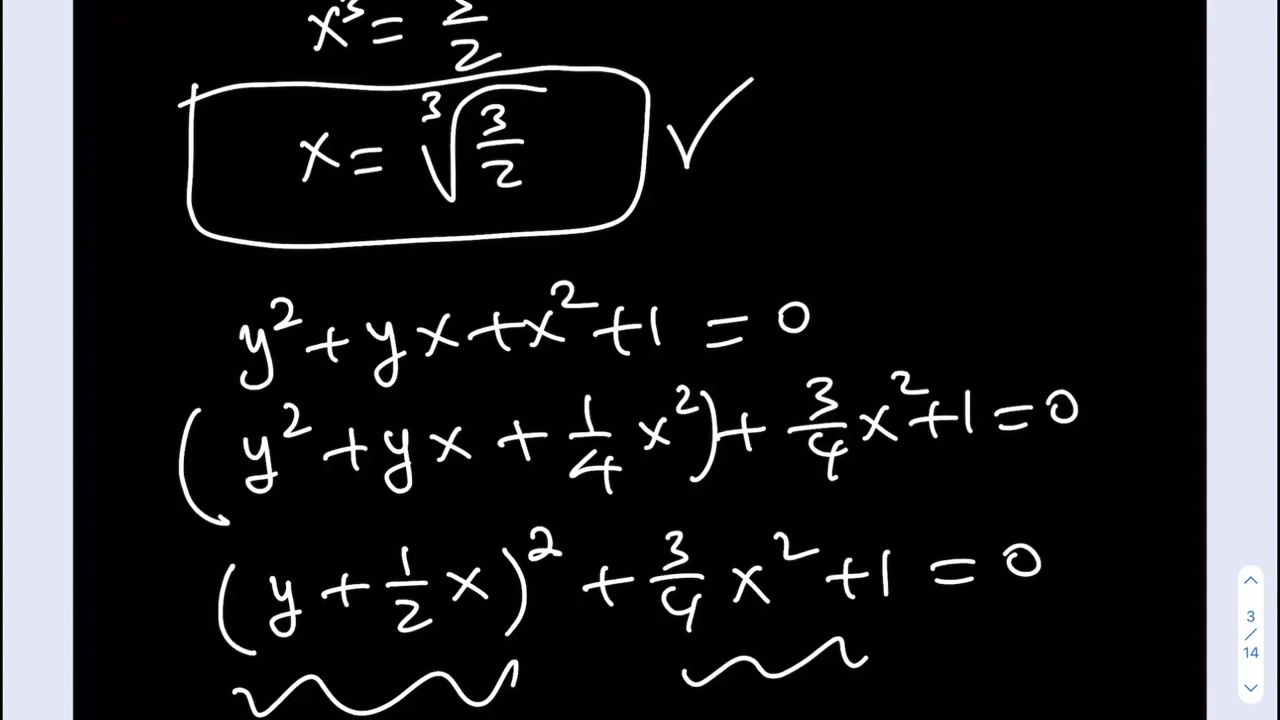 x³ = 3/2
x = ∛(3/2) ✓
y² + yx + x² + 1 = 0
(y² + yx + 1/4 x²) + 3/4 x² + 1 = 0
(y + 1/2 x)² + 3/4 x² + 1 = 0
3
/
14